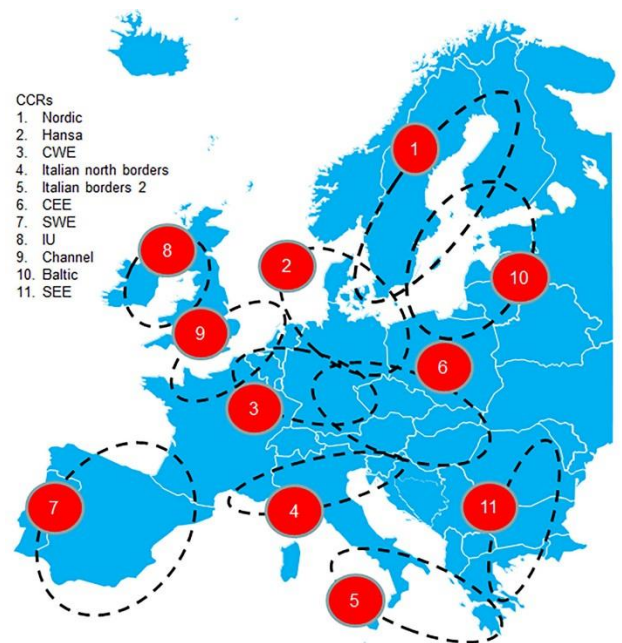 CCRs
1. Nordic
2. Hansa
3. CWE
4. Italian north borders
5. Italian borders 2
6. CEE
7. SWE
8. IU
9. Channel
10. Baltic
11. SEE
1
8
2
10
9
6
3
7
4
11
5